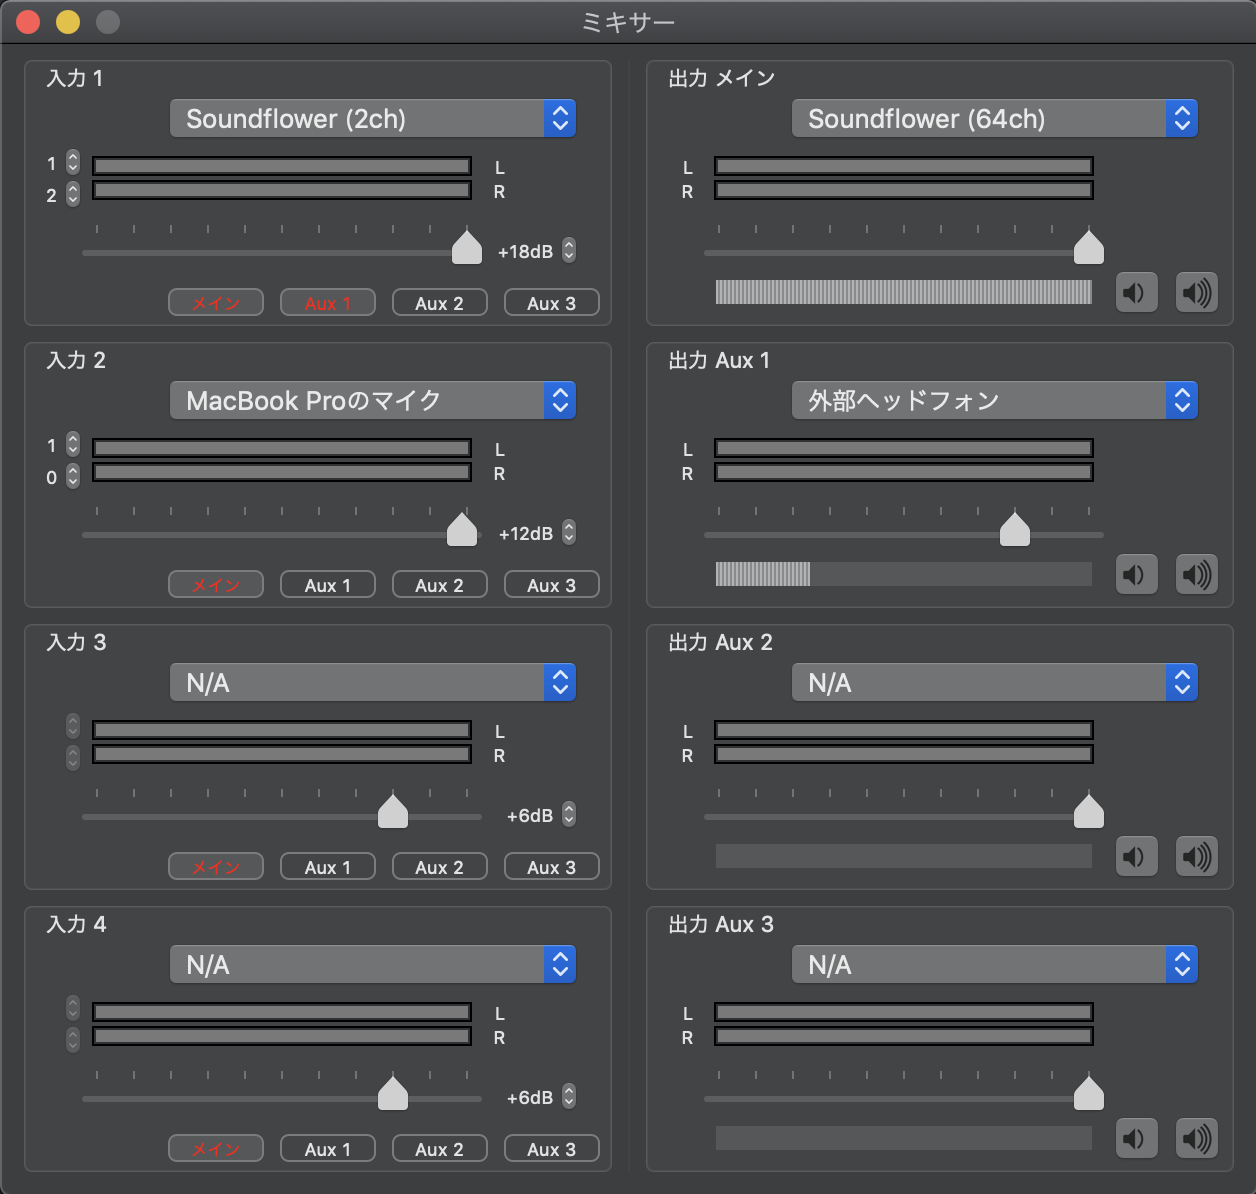 ミキサー
入力 1
Soundflower (2ch)
1
L
2
R
+18dB
メイン Aux 1 Aux 2 Aux 3
入力 2
MacBook Proのマイク
1
L
0
R
+12dB
メイン Aux 1 Aux 2 Aux 3
入力 3
N/A
L
R
+6dB
メイン Aux 1 Aux 2 Aux 3
入力 4
N/A
L
R
+6dB
メイン Aux 1 Aux 2 Aux 3
出力 メイン
Soundflower (64ch)
L
R
出力 Aux 1
外部ヘッドフォン
L
R
出力 Aux 2
N/A
L
R
出力 Aux 3
N/A
L
R